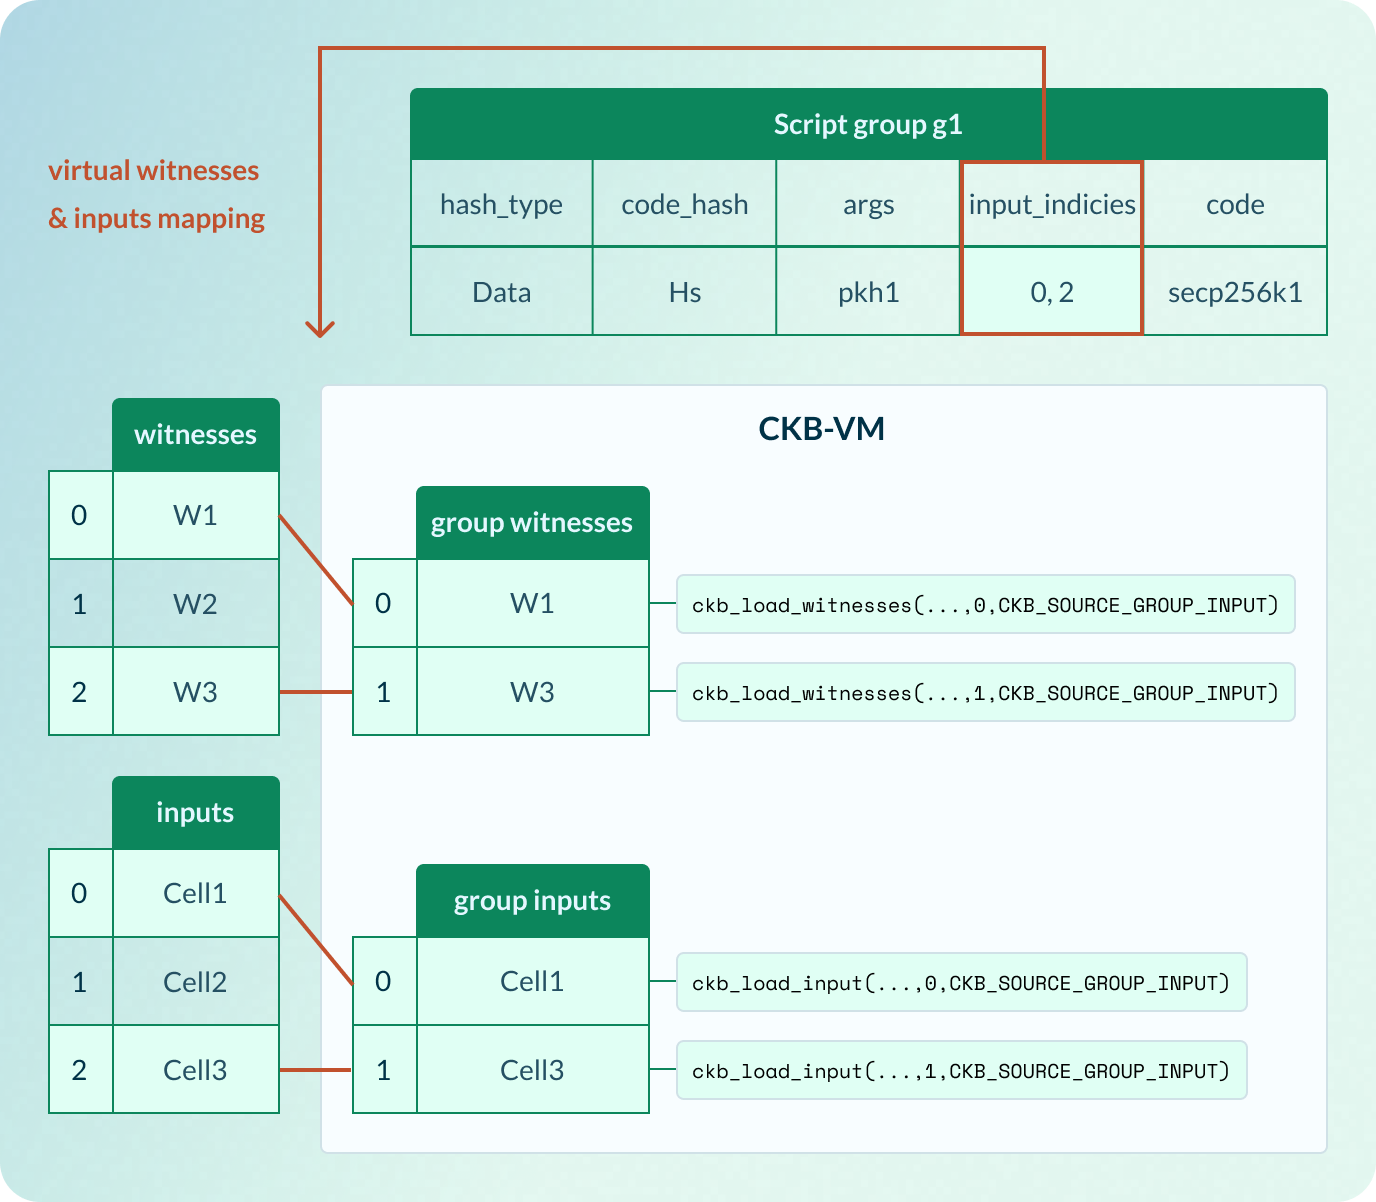 virtual witnesses
& inputs mapping
Script group g1
hash_type code_hash args input_indicies code
Data Hs pkh1 0, 2 secp256k1
CKB-VM
witnesses
0 W1
1 W2
2 W3
group witnesses
0 W1 ckb_load_witnesses(...,0,CKB_SOURCE_GROUP_INPUT)
1 W3 ckb_load_witnesses(...,1,CKB_SOURCE_GROUP_INPUT)
inputs
0 Cell1
1 Cell2
2 Cell3
group inputs
0 Cell1 ckb_load_input(...,0,CKB_SOURCE_GROUP_INPUT)
1 Cell3 ckb_load_input(...,1,CKB_SOURCE_GROUP_INPUT)